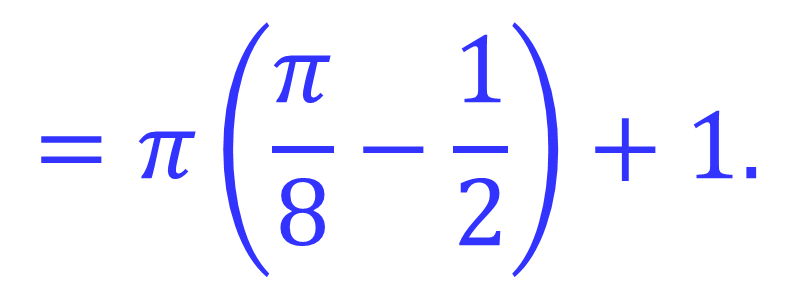 = π(π/8 − 1/2) + 1.